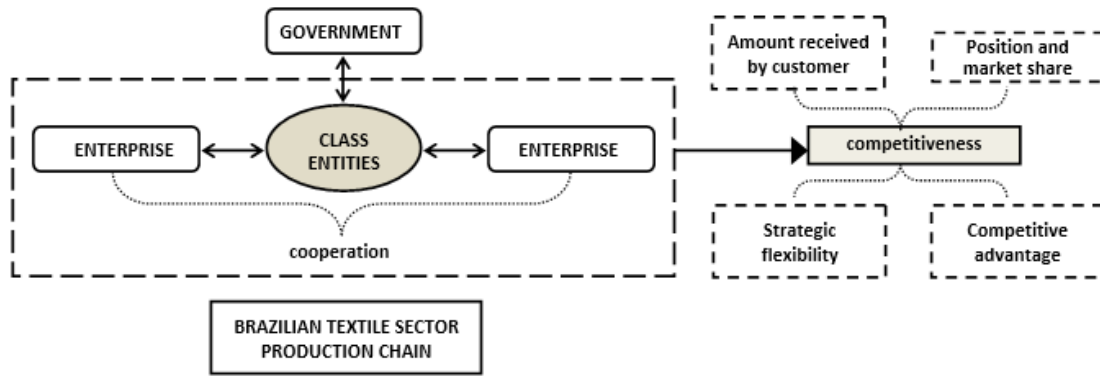 GOVERNMENT
ENTERPRISE
CLASS
ENTITIES
ENTERPRISE
cooperation
BRAZILIAN TEXTILE SECTOR
PRODUCTION CHAIN
Amount received
by customer
Position and
market share
competitiveness
Strategic
flexibility
Competitive
advantage